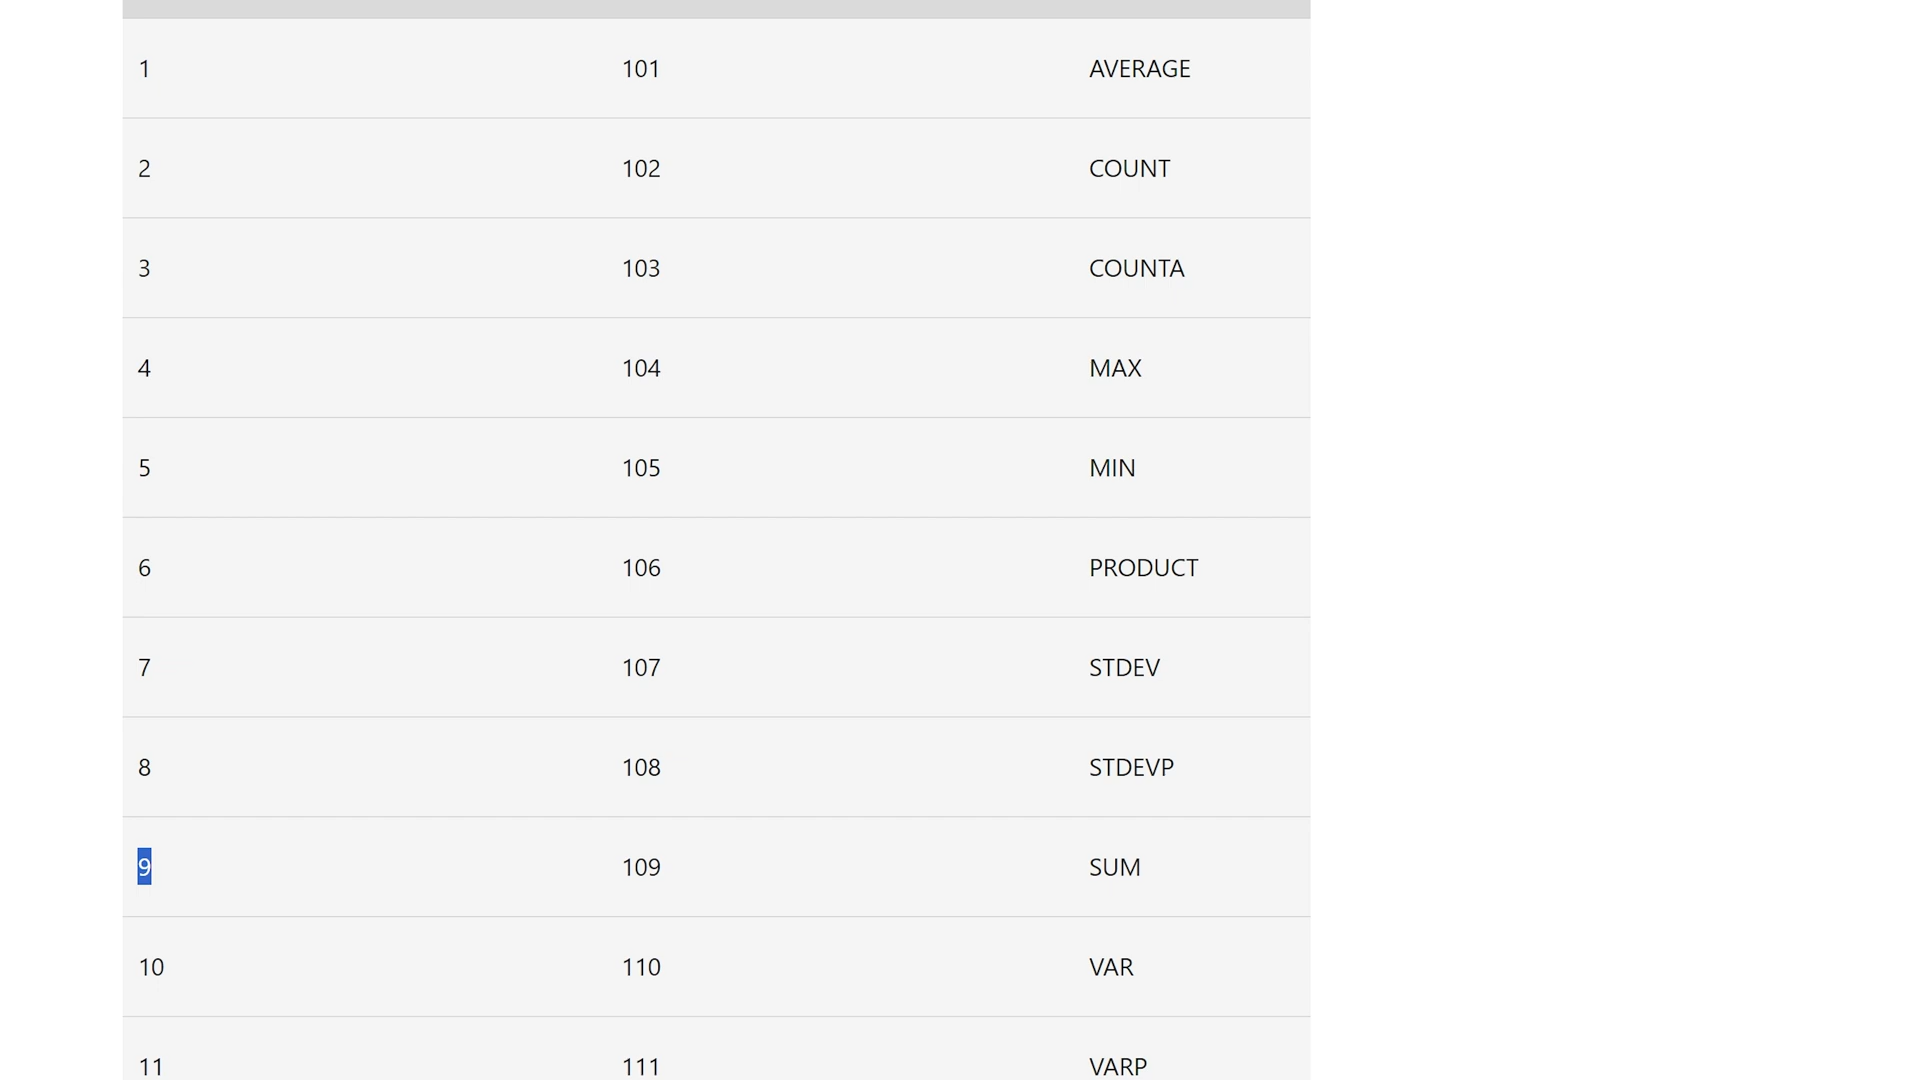 1 101 AVERAGE
2 102 COUNT
3 103 COUNTA
4 104 MAX
5 105 MIN
6 106 PRODUCT
7 107 STDEV
8 108 STDEVP
9 109 SUM
10 110 VAR
11 111 VARP